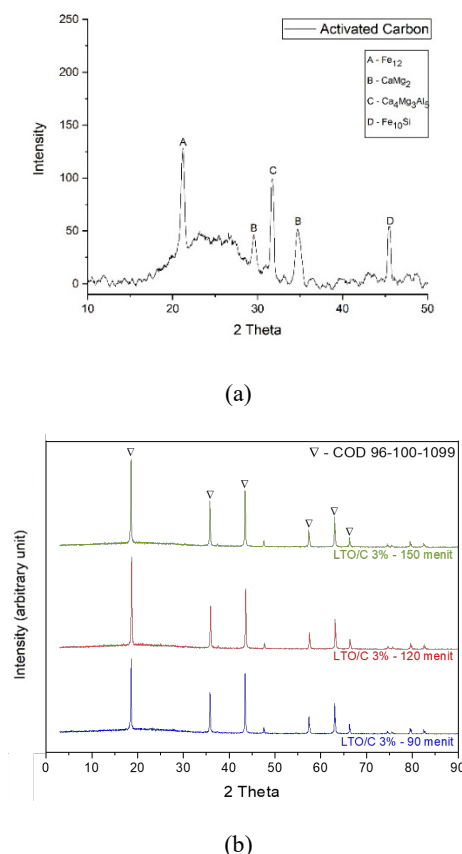 250
200
150
100
50
0
Intensity
Activated Carbon
A - Fe12
B - CaMg2
C - Ca4Mg3Al5
D - Fe10Si
A
B
C
B
D
10 20 30 40 50
2 Theta
(a)
Intensity (arbitrary unit)
▽ - COD 96-100-1099
LTO/C 3% - 150 menit
LTO/C 3% - 120 menit
LTO/C 3% - 90 menit
0 10 20 30 40 50 60 70 80 90
2 Theta
(b)